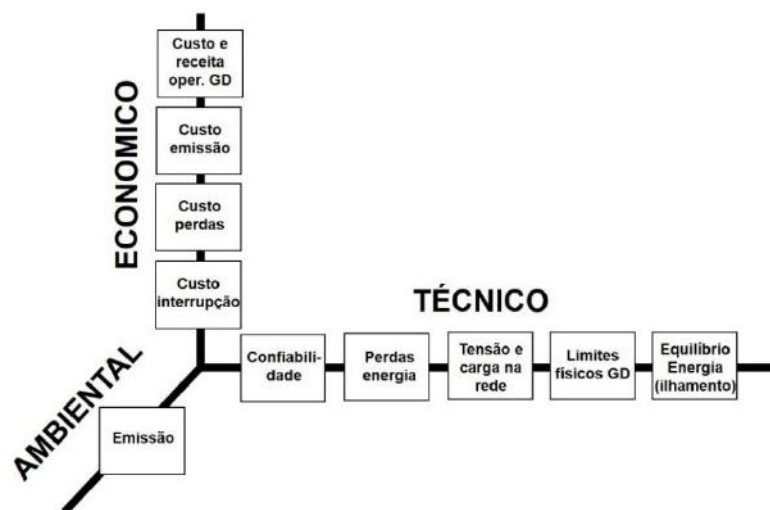 Custo e
receita
oper. GD
Custo
emissão
Custo
perdas
Custo
interrupção
ECONOMICO
TÉCNICO
Confiabili-
dade
Perdas
energia
Tensão e
carga na
rede
Limites
físicos GD
Equilíbrio
Energia
(ilhamento)
AMBIENTAL
Emissão